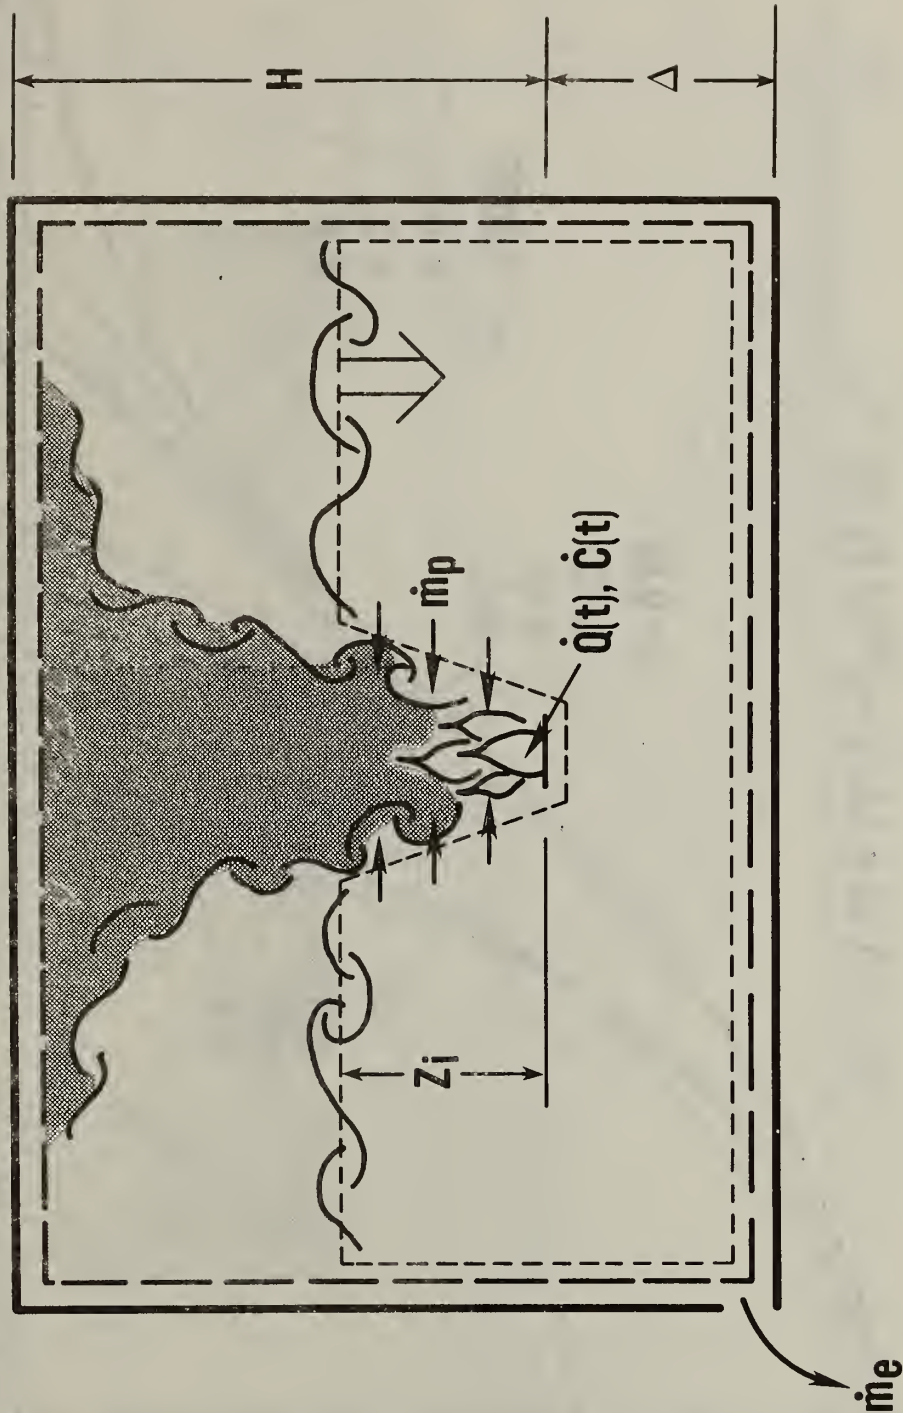 H
Δ
ṁp
Q̇(t), Ċ(t)
Zi
ṁe